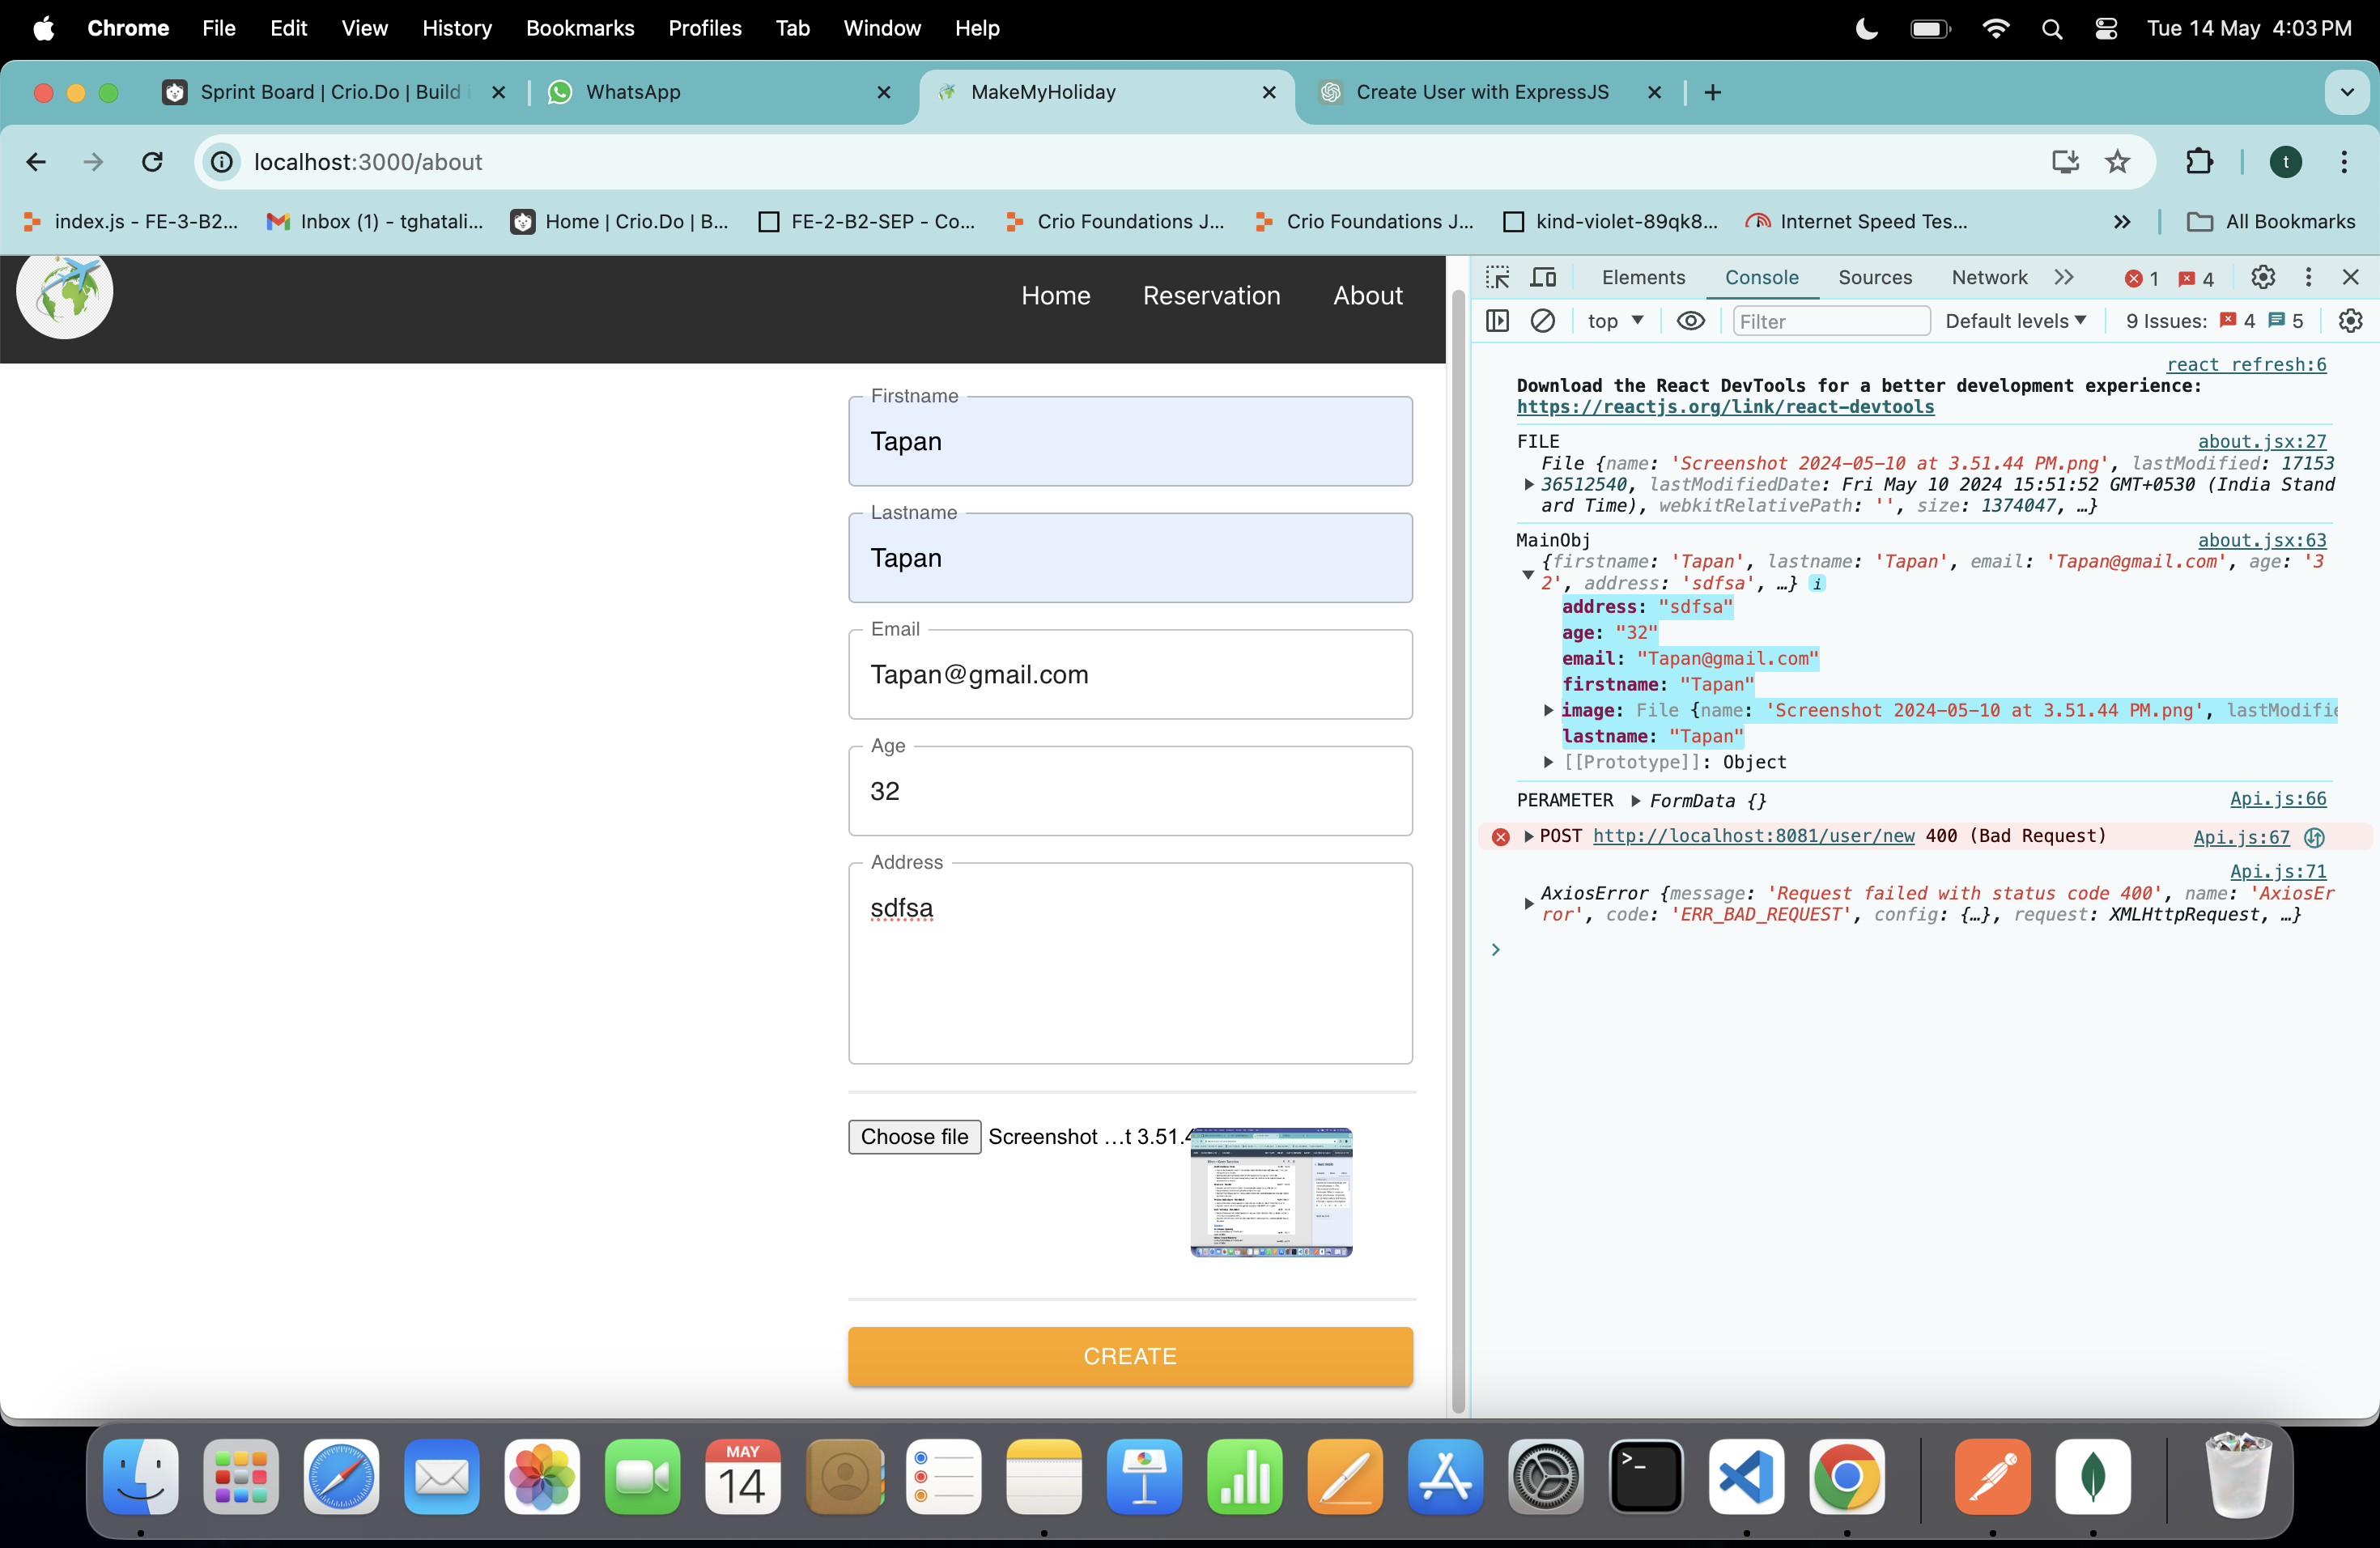 Chrome File Edit View History Bookmarks Profiles Tab Window Help Tue 14 May 4:03 PM
Sprint Board | Crio.Do | Build WhatsApp MakeMyHoliday Create User with ExpressJS
localhost:3000/about t
index.js - FE-3-B2... Inbox (1) - tghatali... Home | Crio.Do | B... FE-2-B2-SEP - Co... Crio Foundations J... Crio Foundations J... kind-violet-89qk8... Internet Speed Tes... All Bookmarks
Home Reservation About
Firstname
Tapan
Lastname
Tapan
Email
Tapan@gmail.com
Age
32
Address
sdfsa
Choose file Screenshot ...t 3.51.4
CREATE
Elements Console Sources Network 1 4
top Filter Default levels 9 Issues: 4 5
react refresh:6
Download the React DevTools for a better development experience:
https://reactjs.org/link/react-devtools
FILE about.jsx:27
File {name: 'Screenshot 2024-05-10 at 3.51.44 PM.png', lastModified: 17153
36512540, lastModifiedDate: Fri May 10 2024 15:51:52 GMT+0530 (India Stand
ard Time), webkitRelativePath: '', size: 1374047, …}
MainObj about.jsx:63
{firstname: 'Tapan', lastname: 'Tapan', email: 'Tapan@gmail.com', age: '3
2', address: 'sdfsa', …} i
address: "sdfsa"
age: "32"
email: "Tapan@gmail.com"
firstname: "Tapan"
image: File {name: 'Screenshot 2024-05-10 at 3.51.44 PM.png', lastModifie
lastname: "Tapan"
[[Prototype]]: Object
PERAMETER FormData {} Api.js:66
POST http://localhost:8081/user/new 400 (Bad Request) Api.js:67
Api.js:71
AxiosError {message: 'Request failed with status code 400', name: 'AxiosEr
ror', code: 'ERR_BAD_REQUEST', config: {…}, request: XMLHttpRequest, …}
MAY
14